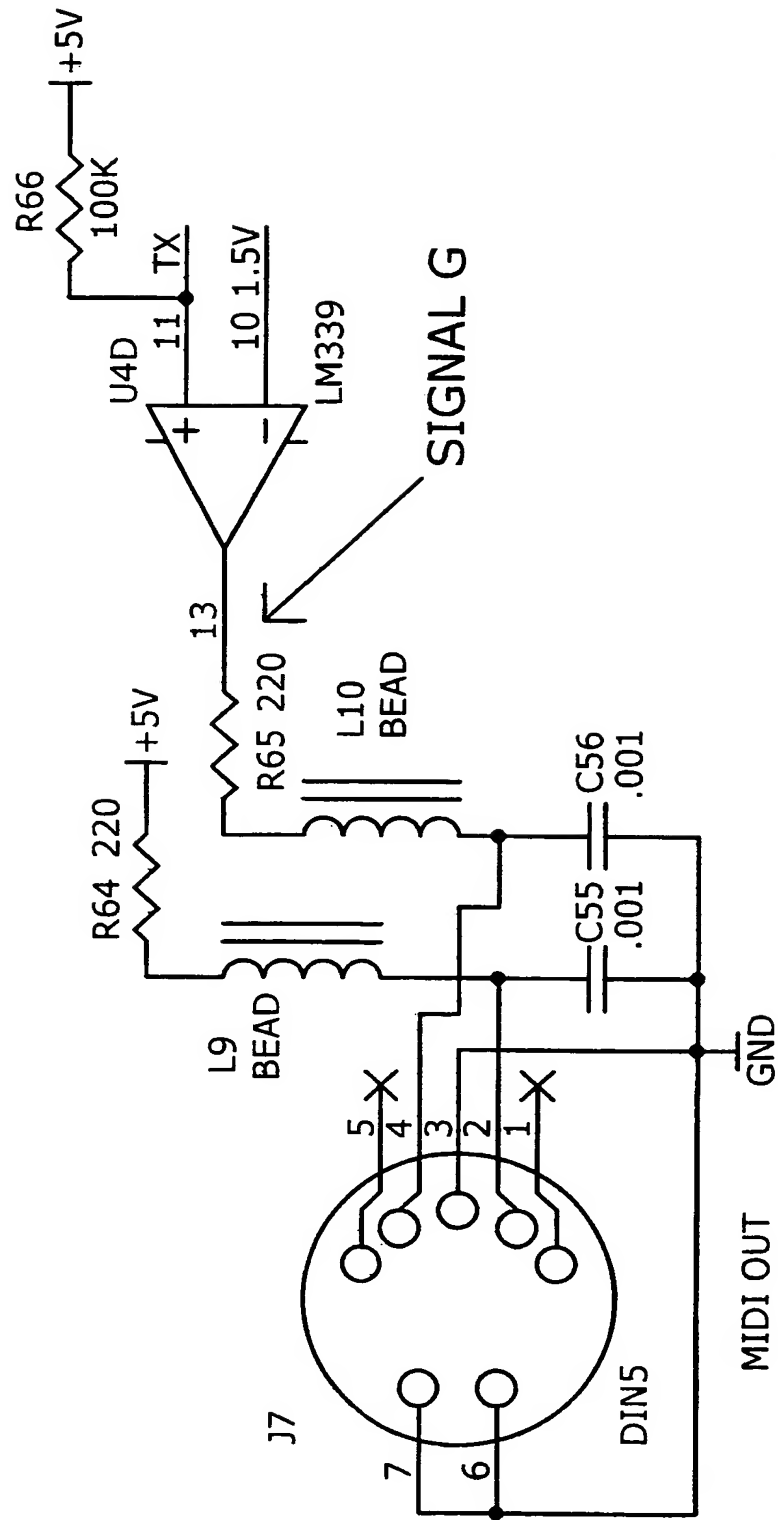 R66
+5V
100K
U4D
11 TX
R64 220
+5V
13
+
10 1.5V
−
L9
BEAD
R65 220
J7
LM339
L10
BEAD
5
7
4
SIGNAL G
3
6
2
1
C55
C56
.001
.001
DIN5
GND
MIDI OUT